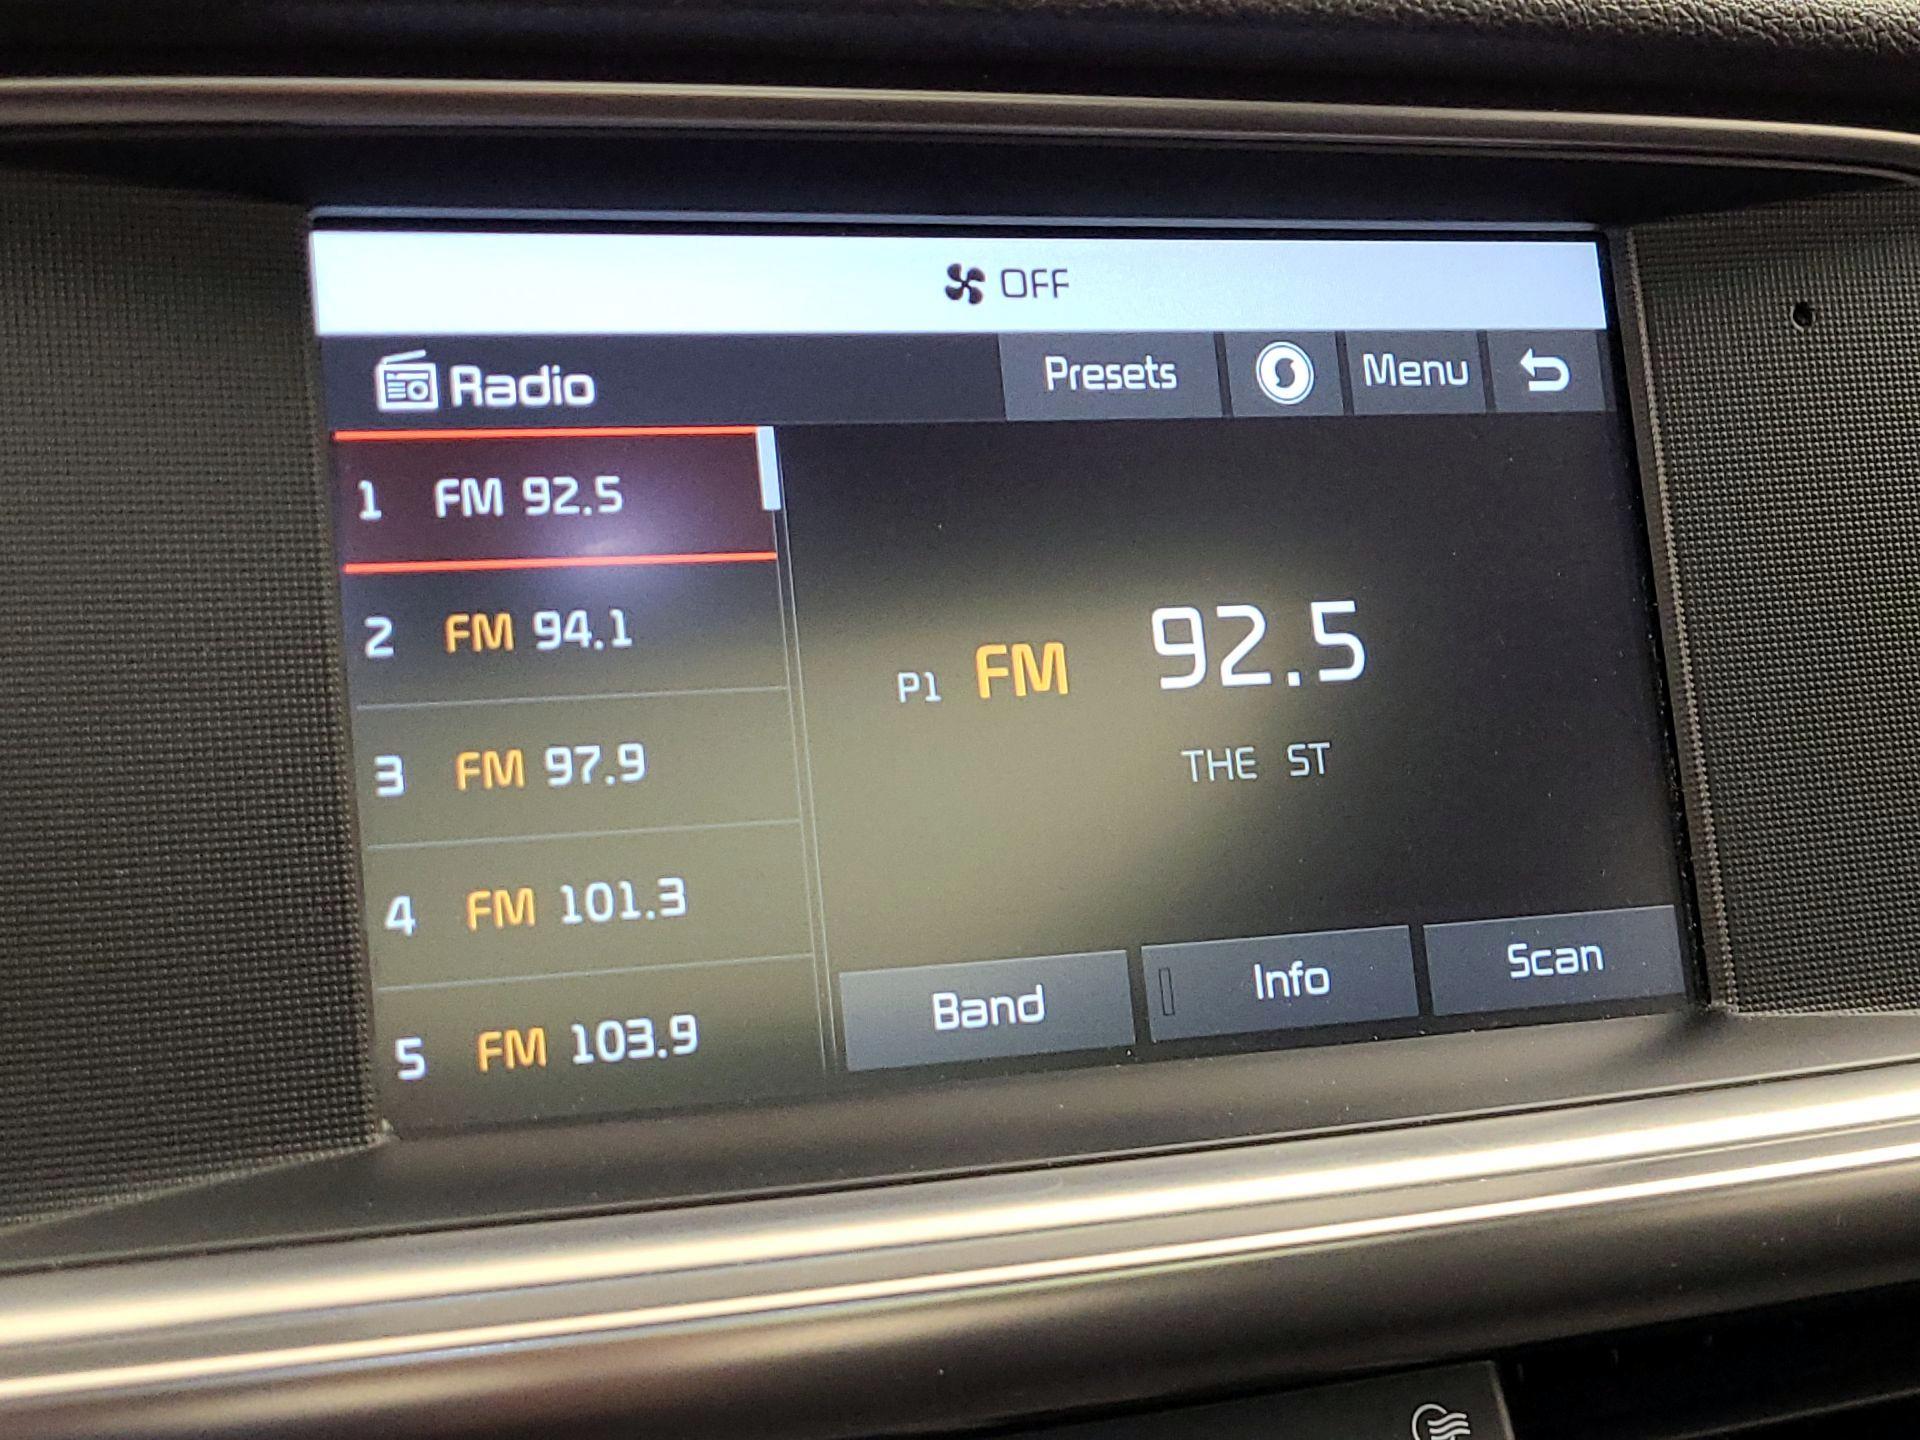 OFF
Radio Presets Menu
1 FM 92.5
2 FM 94.1
3 FM 97.9
4 FM 101.3
5 FM 103.9
P1 FM 92.5
THE ST
Band Info Scan